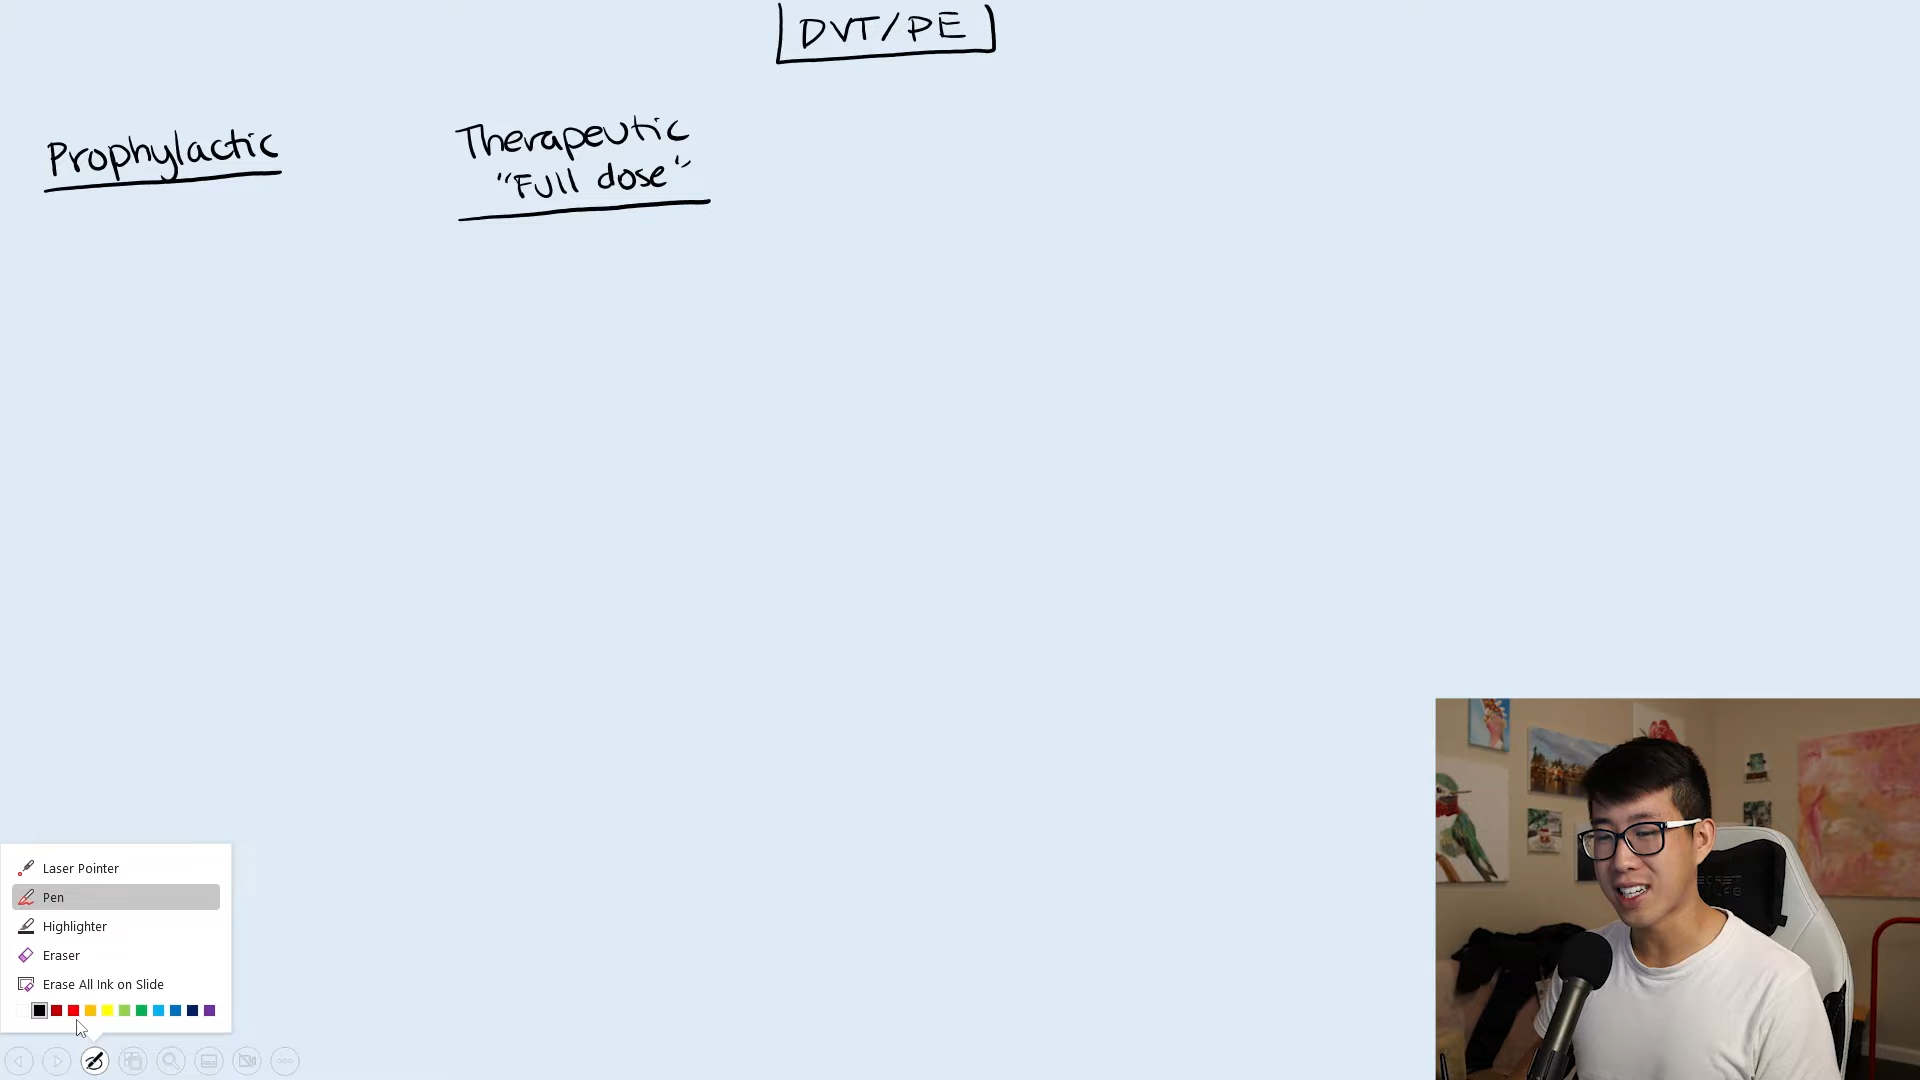 DVT/PE
Prophylactic
Therapeutic
"Full dose"
Laser Pointer
Pen
Highlighter
Eraser
Erase All Ink on Slide